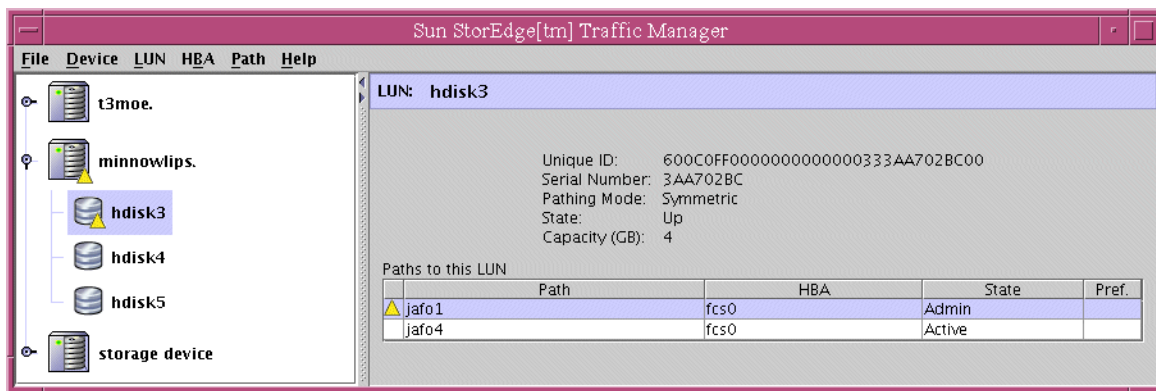 Sun StorEdge[tm] Traffic Manager
File Device LUN HBA Path Help
t3moe.
minnowlips.
hdisk3
hdisk4
hdisk5
storage device
LUN: hdisk3
Unique ID: 600C0FF0000000000000333AA702BC00
Serial Number: 3AA702BC
Pathing Mode: Symmetric
State: Up
Capacity (GB): 4
Paths to this LUN
Path HBA State Pref.
jafo1 fcs0 Admin
jafo4 fcs0 Active